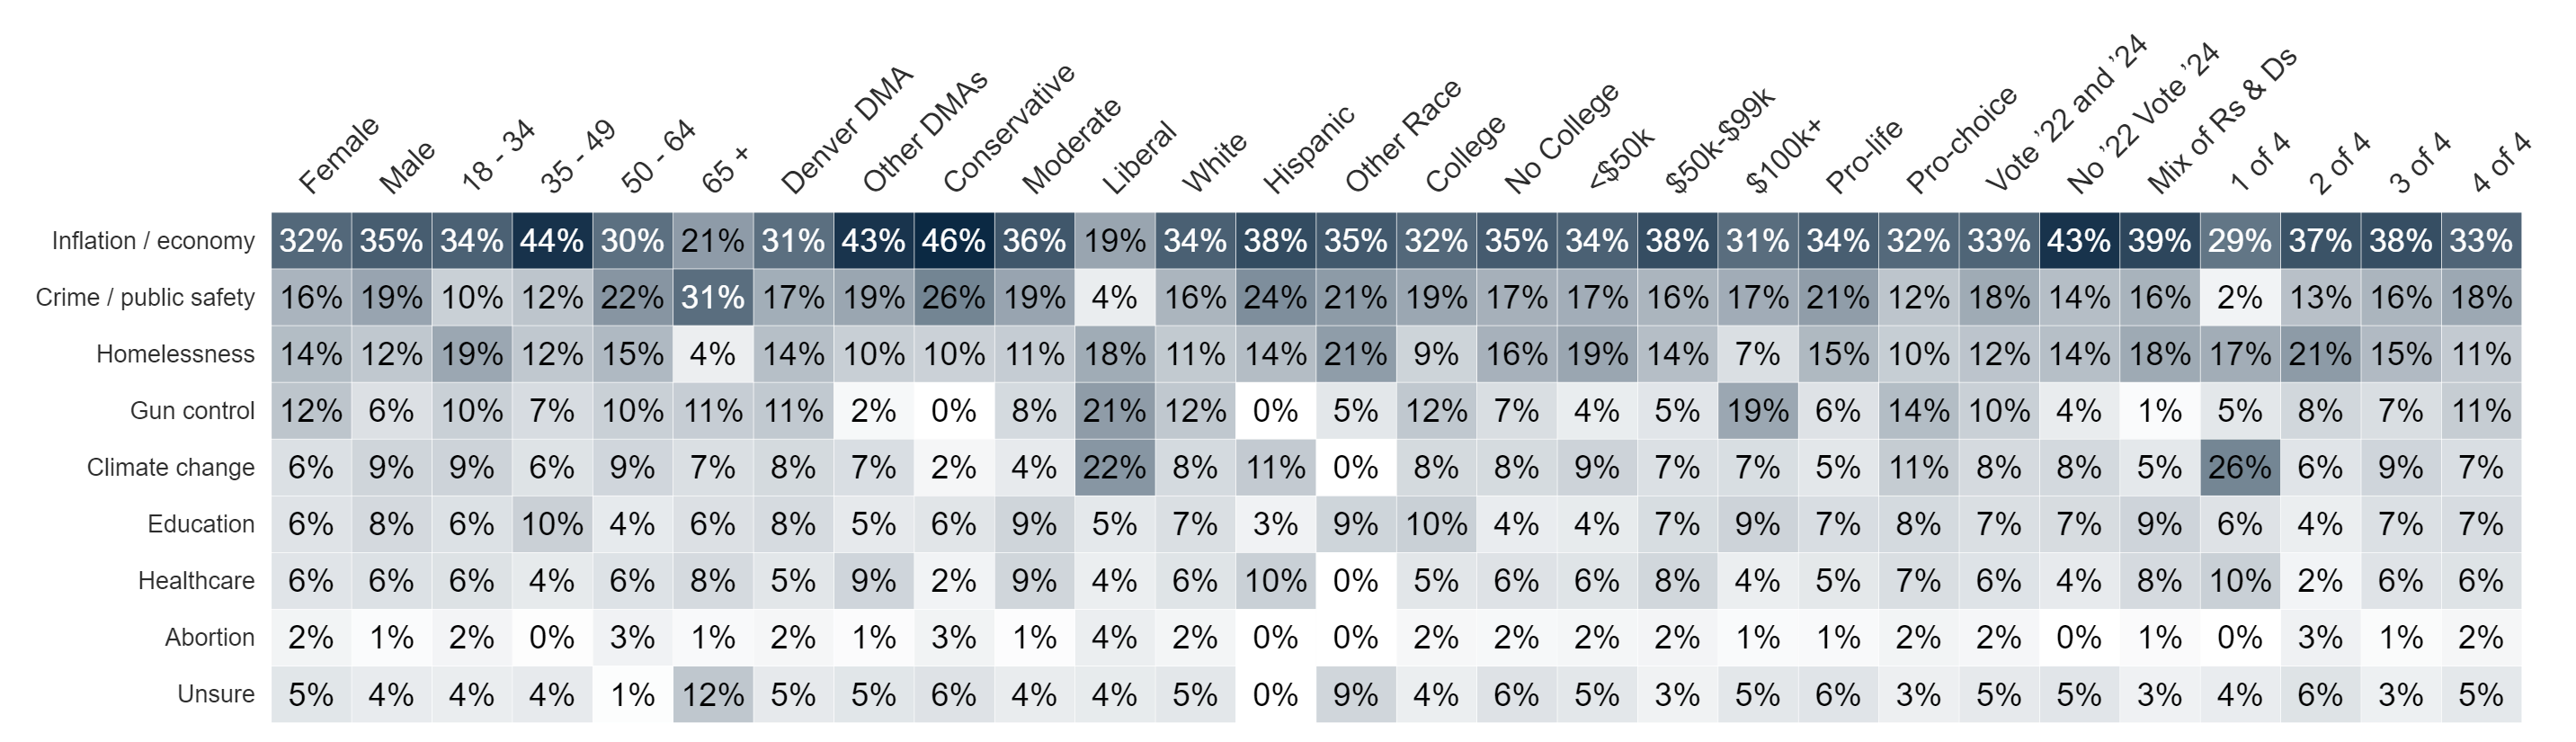 Female Male 18 - 34 35 - 49 50 - 64 65 + Denver DMA Other DMAs Conservative Moderate Liberal White Hispanic Other Race College No College <$50k $50k-$99k $100k+ Pro-life Pro-choice Vote ’22 and ’24 No ’22 Vote ’24 Mix of Rs & Ds 1 of 4 2 of 4 3 of 4 4 of 4
Inflation / economy 32% 35% 34% 44% 30% 21% 31% 43% 46% 36% 19% 34% 38% 35% 32% 35% 34% 38% 31% 34% 32% 33% 43% 39% 29% 37% 38% 33%
Crime / public safety 16% 19% 10% 12% 22% 31% 17% 19% 26% 19% 4% 16% 24% 21% 19% 17% 17% 16% 17% 21% 12% 18% 14% 16% 2% 13% 16% 18%
Homelessness 14% 12% 19% 12% 15% 4% 14% 10% 10% 11% 18% 11% 14% 21% 9% 16% 19% 14% 7% 15% 10% 12% 14% 18% 17% 21% 15% 11%
Gun control 12% 6% 10% 7% 10% 11% 11% 2% 0% 8% 21% 12% 0% 5% 12% 7% 4% 5% 19% 6% 14% 10% 4% 1% 5% 8% 7% 11%
Climate change 6% 9% 9% 6% 9% 7% 8% 7% 2% 4% 22% 8% 11% 0% 8% 8% 9% 7% 7% 5% 11% 8% 8% 5% 26% 6% 9% 7%
Education 6% 8% 6% 10% 4% 6% 8% 5% 6% 9% 5% 7% 3% 9% 10% 4% 4% 7% 9% 7% 8% 7% 7% 9% 6% 4% 7% 7%
Healthcare 6% 6% 6% 4% 6% 8% 5% 9% 2% 9% 4% 6% 10% 0% 5% 6% 6% 8% 4% 5% 7% 6% 4% 8% 10% 2% 6% 6%
Abortion 2% 1% 2% 0% 3% 1% 2% 1% 3% 1% 4% 2% 0% 0% 2% 2% 2% 2% 1% 1% 2% 2% 0% 1% 0% 3% 1% 2%
Unsure 5% 4% 4% 4% 1% 12% 5% 5% 6% 4% 4% 5% 0% 9% 4% 6% 5% 3% 5% 6% 3% 5% 5% 3% 4% 6% 3% 5%